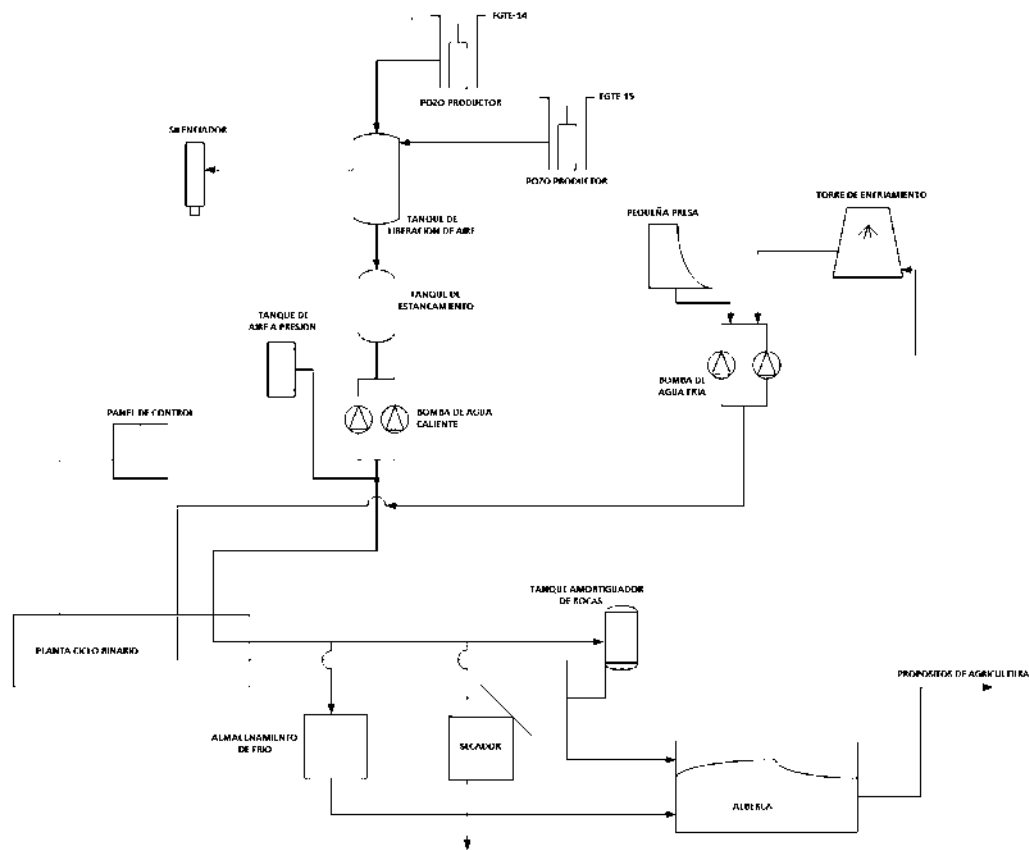 FGTE-14
FGTE-15
POZO PRODUCTOR
SILENCIADOR
POZO PRODUCTOR
TORRE DE ENFRIAMIENTO
PEQUEÑA PRESA
TANQUE DE
LIBERACION DE AIRE
TANQUE DE
ESTANCAMIENTO
TANQUE DE
AIRE A PRESION
BOMBA DE
AGUA FRIA
PANEL DE CONTROL
BOMBA DE AGUA
CALIENTE
TANQUE AMORTIGUADOR
DE ROCAS
PLANTA CICLO BINARIO
PROPOSITOS DE AGRICULTURA
ALMACENAMIENTO
DE FRIO
SECADOR
ALBERCA